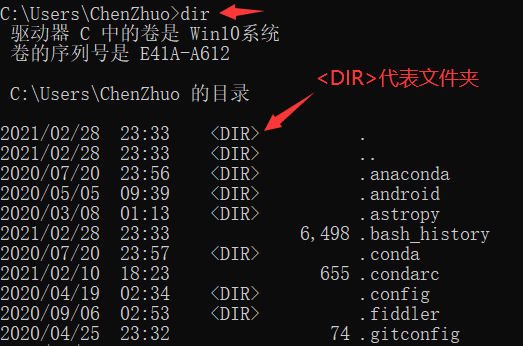 C:\Users\ChenZhuo>dir
驱动器 C 中的卷是 Win10系统
卷的序列号是 E41A-A612
C:\Users\ChenZhuo 的目录
<DIR>代表文件夹
2021/02/28  23:33    <DIR>          .
2021/02/28  23:33    <DIR>          ..
2020/07/20  23:56    <DIR>          .anaconda
2020/05/05  09:39    <DIR>          .android
2020/03/08  01:13    <DIR>          .astropy
2021/02/28  23:33             6,498 .bash_history
2020/07/20  23:57    <DIR>          .conda
2021/02/10  18:23               655 .condarc
2020/04/19  02:34    <DIR>          .config
2020/09/06  02:53    <DIR>          .fiddler
2020/04/25  23:32                74 .gitconfig